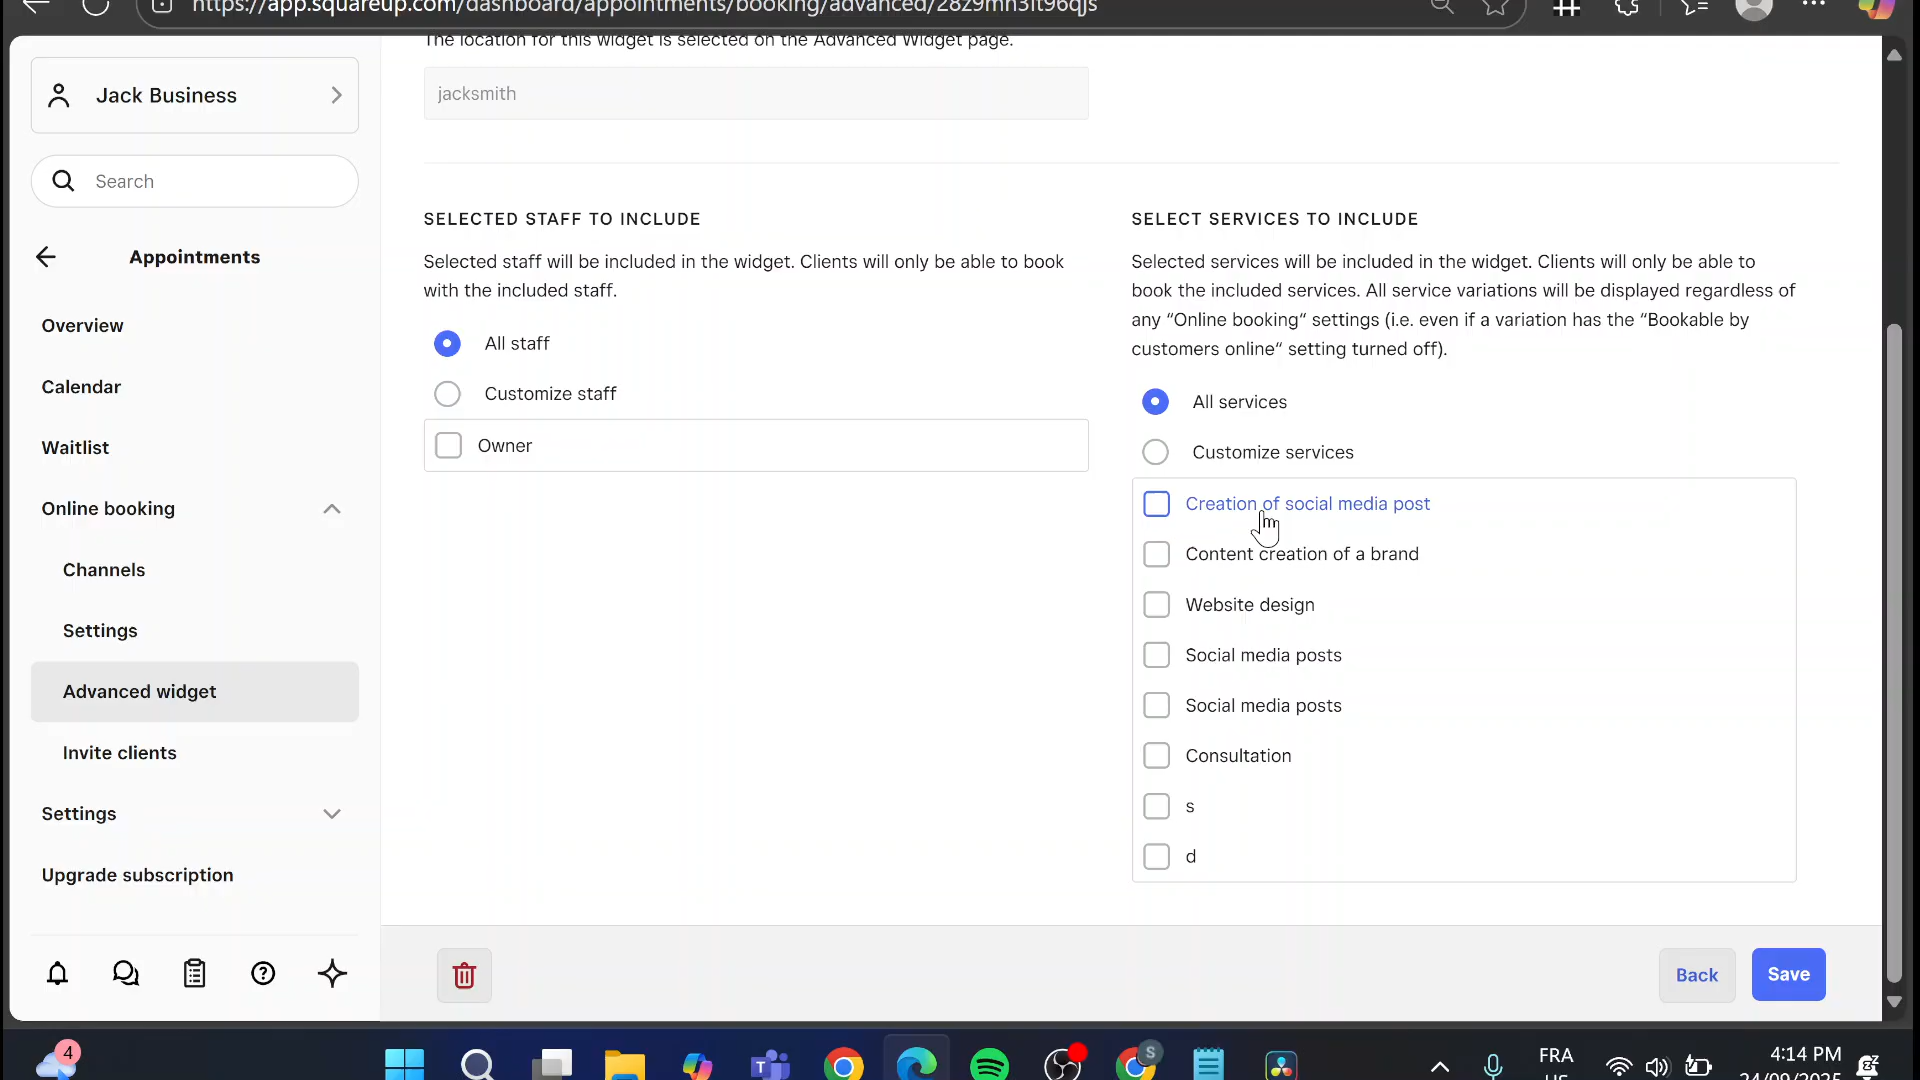 https://app.squareup.com/dashboard/appointments/booking/advanced/28z9mn3lt96qjs
The location for this widget is selected on the Advanced Widget page.
Jack Business
jacksmith
Search
Appointments
Overview
Calendar
Waitlist
Online booking
Channels
Settings
Advanced widget
Invite clients
Settings
Upgrade subscription
SELECTED STAFF TO INCLUDE
Selected staff will be included in the widget. Clients will only be able to book
with the included staff.
All staff
Customize staff
Owner
SELECT SERVICES TO INCLUDE
Selected services will be included in the widget. Clients will only be able to
book the included services. All service variations will be displayed regardless of
any “Online booking“ settings (i.e. even if a variation has the “Bookable by
customers online“ setting turned off).
All services
Customize services
Creation of social media post
Content creation of a brand
Website design
Social media posts
Social media posts
Consultation
s
d
Back
Save
4
S
FRA
4:14 PM
24/09/2025